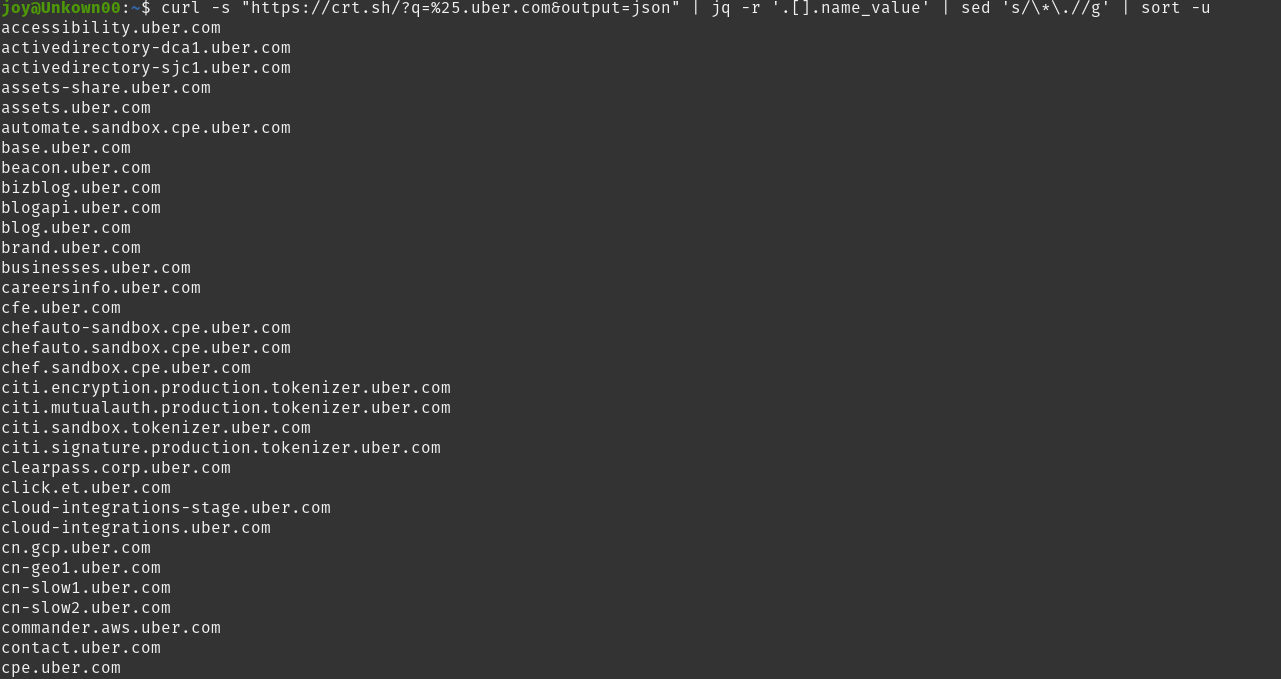 joy@Unkown00:~$ curl -s "https://crt.sh/?q=%25.uber.com&output=json" | jq -r '.[].name_value' | sed 's/\*\.//g' | sort -u
accessibility.uber.com
activedirectory-dca1.uber.com
activedirectory-sjc1.uber.com
assets-share.uber.com
assets.uber.com
automate.sandbox.cpe.uber.com
base.uber.com
beacon.uber.com
bizblog.uber.com
blogapi.uber.com
blog.uber.com
brand.uber.com
businesses.uber.com
careersinfo.uber.com
cfe.uber.com
chefauto-sandbox.cpe.uber.com
chefauto.sandbox.cpe.uber.com
chef.sandbox.cpe.uber.com
citi.encryption.production.tokenizer.uber.com
citi.mutualauth.production.tokenizer.uber.com
citi.sandbox.tokenizer.uber.com
citi.signature.production.tokenizer.uber.com
clearpass.corp.uber.com
click.et.uber.com
cloud-integrations-stage.uber.com
cloud-integrations.uber.com
cn.gcp.uber.com
cn-geo1.uber.com
cn-slow1.uber.com
cn-slow2.uber.com
commander.aws.uber.com
contact.uber.com
cpe.uber.com